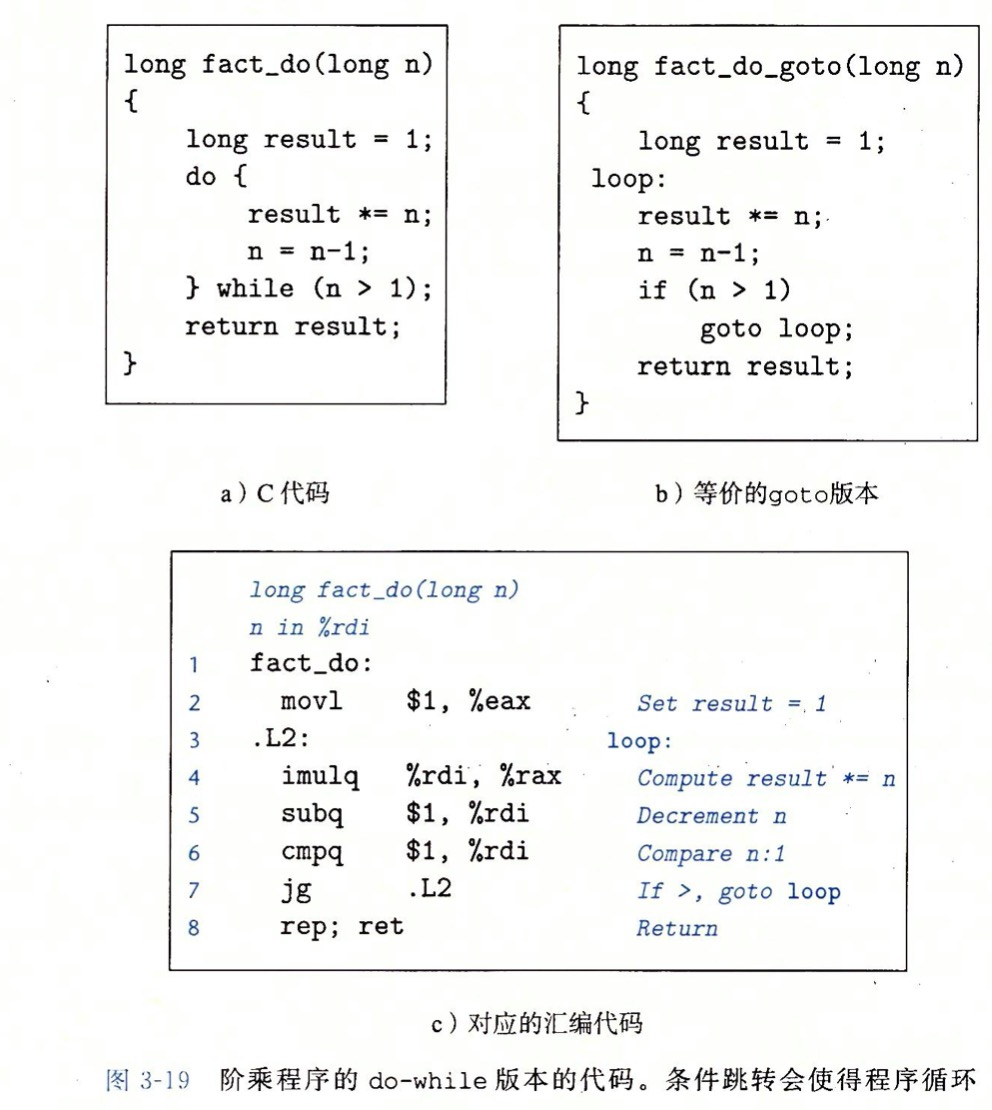 long fact_do(long n)
{
    long result = 1;
    do {
        result *= n;
        n = n-1;
    } while (n > 1);
    return result;
}
a）C 代码
long fact_do_goto(long n)
{
    long result = 1;
 loop:
    result *= n;
    n = n-1;
    if (n > 1)
        goto loop;
    return result;
}
b）等价的goto版本
long fact_do(long n)
n in %rdi
1 fact_do:
2 movl $1, %eax Set result = 1
3 .L2: loop:
4 imulq %rdi, %rax Compute result *= n
5 subq $1, %rdi Decrement n
6 cmpq $1, %rdi Compare n:1
7 jg .L2 If >, goto loop
8 rep; ret Return
c）对应的汇编代码
图 3-19 阶乘程序的 do-while 版本的代码。条件跳转会使得程序循环